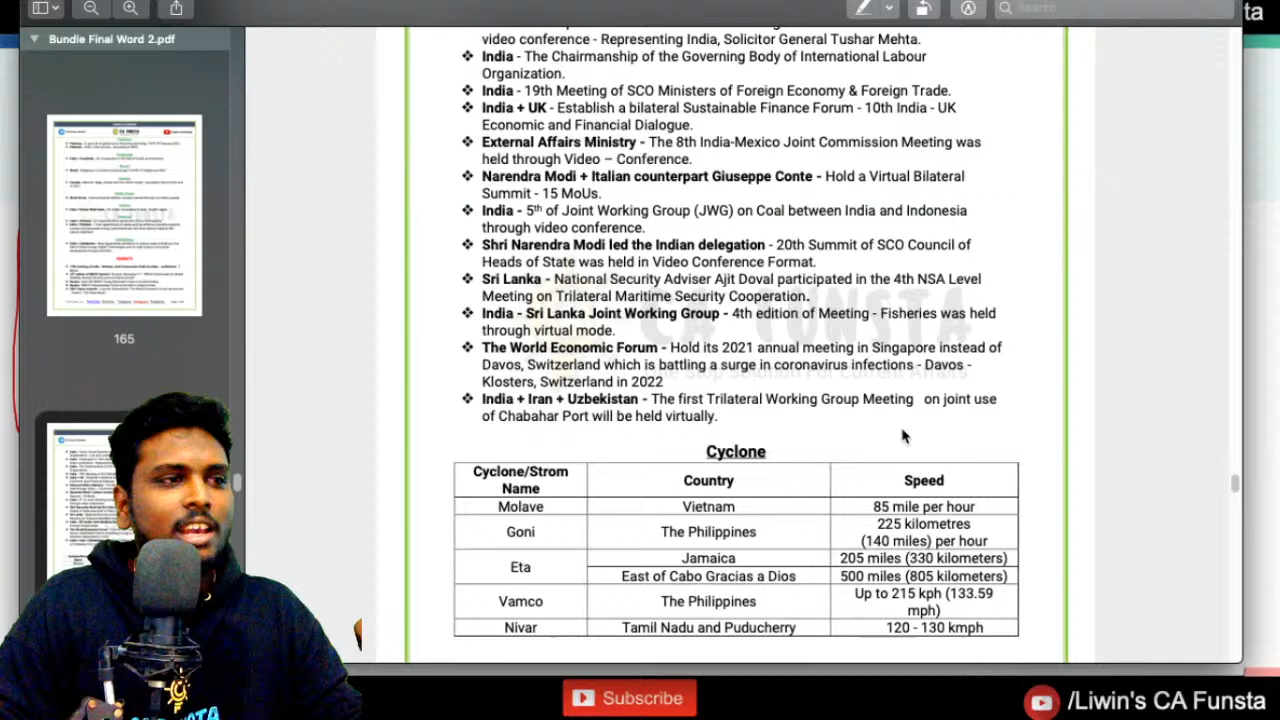 ta
Search
Bundle Final Word 2.pdf
165
video conference - Representing India, Solicitor General Tushar Mehta.
❖ India - The Chairmanship of the Governing Body of International Labour
Organization.
❖ India - 19th Meeting of SCO Ministers of Foreign Economy & Foreign Trade.
❖ India + UK - Establish a bilateral Sustainable Finance Forum - 10th India - UK
Economic and Financial Dialogue.
❖ External Affairs Ministry - The 8th India-Mexico Joint Commission Meeting was
held through Video – Conference.
❖ Narendra Modi + Italian counterpart Giuseppe Conte - Hold a Virtual Bilateral
Summit - 15 MoUs.
❖ India - 5th Joint Working Group (JWG) on Coal between India and Indonesia
through video conference.
❖ Shri Narendra Modi led the Indian delegation - 20th Summit of SCO Council of
Heads of State was held in Video Conference Format.
❖ Sri Lanka - National Security Advisor Ajit Doval attended the 4th NSA Level
Meeting on Trilateral Maritime Security Cooperation.
❖ India - Sri Lanka Joint Working Group - 4th edition of Meeting - Fisheries was held
through virtual mode.
❖ The World Economic Forum - Hold its 2021 annual meeting in Singapore instead of
Davos, Switzerland which is battling a surge in coronavirus infections - Davos -
Klosters, Switzerland in 2022
❖ India + Iran + Uzbekistan - The first Trilateral Working Group Meeting on joint use
of Chabahar Port will be held virtually.
Cyclone
Cyclone/Strom Name Country Speed
Molave Vietnam 85 mile per hour
Goni The Philippines 225 kilometres (140 miles) per hour
Eta Jamaica 205 miles (330 kilometers)
East of Cabo Gracias a Dios 500 miles (805 kilometers)
Vamco The Philippines Up to 215 kph (133.59 mph)
Nivar Tamil Nadu and Puducherry 120 - 130 kmph
Subscribe
/Liwin's CA Funsta